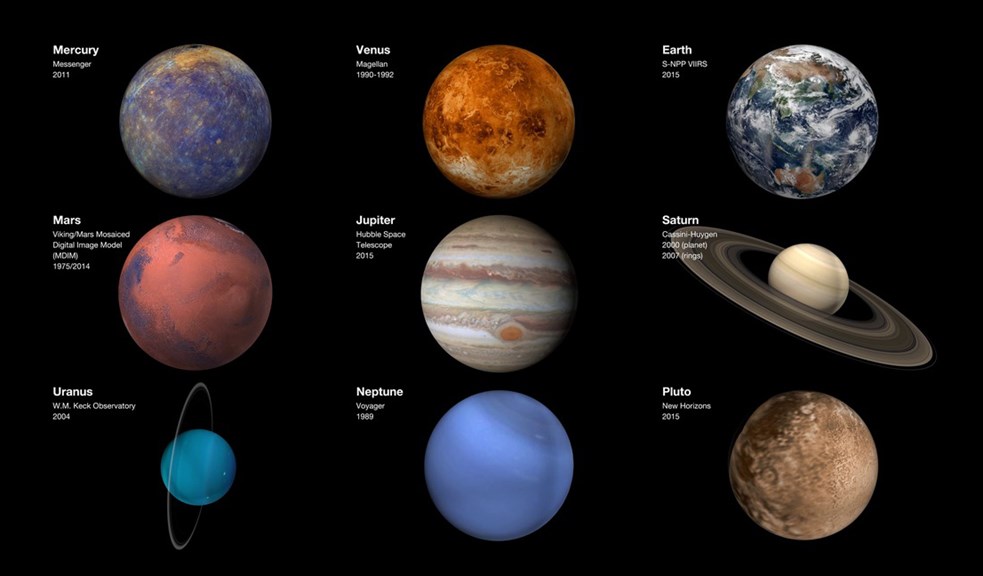 Mercury
Messenger
2011
Venus
Magellan
1990-1992
Earth
S-NPP VIIRS
2015
Mars
Viking/Mars Mosaiced
Digital Image Model
(MDIM)
1975/2014
Jupiter
Hubble Space
Telescope
2015
Saturn
Cassini-Huygen
2000 (planet)
2007 (rings)
Uranus
W.M. Keck Observatory
2004
Neptune
Voyager
1989
Pluto
New Horizons
2015